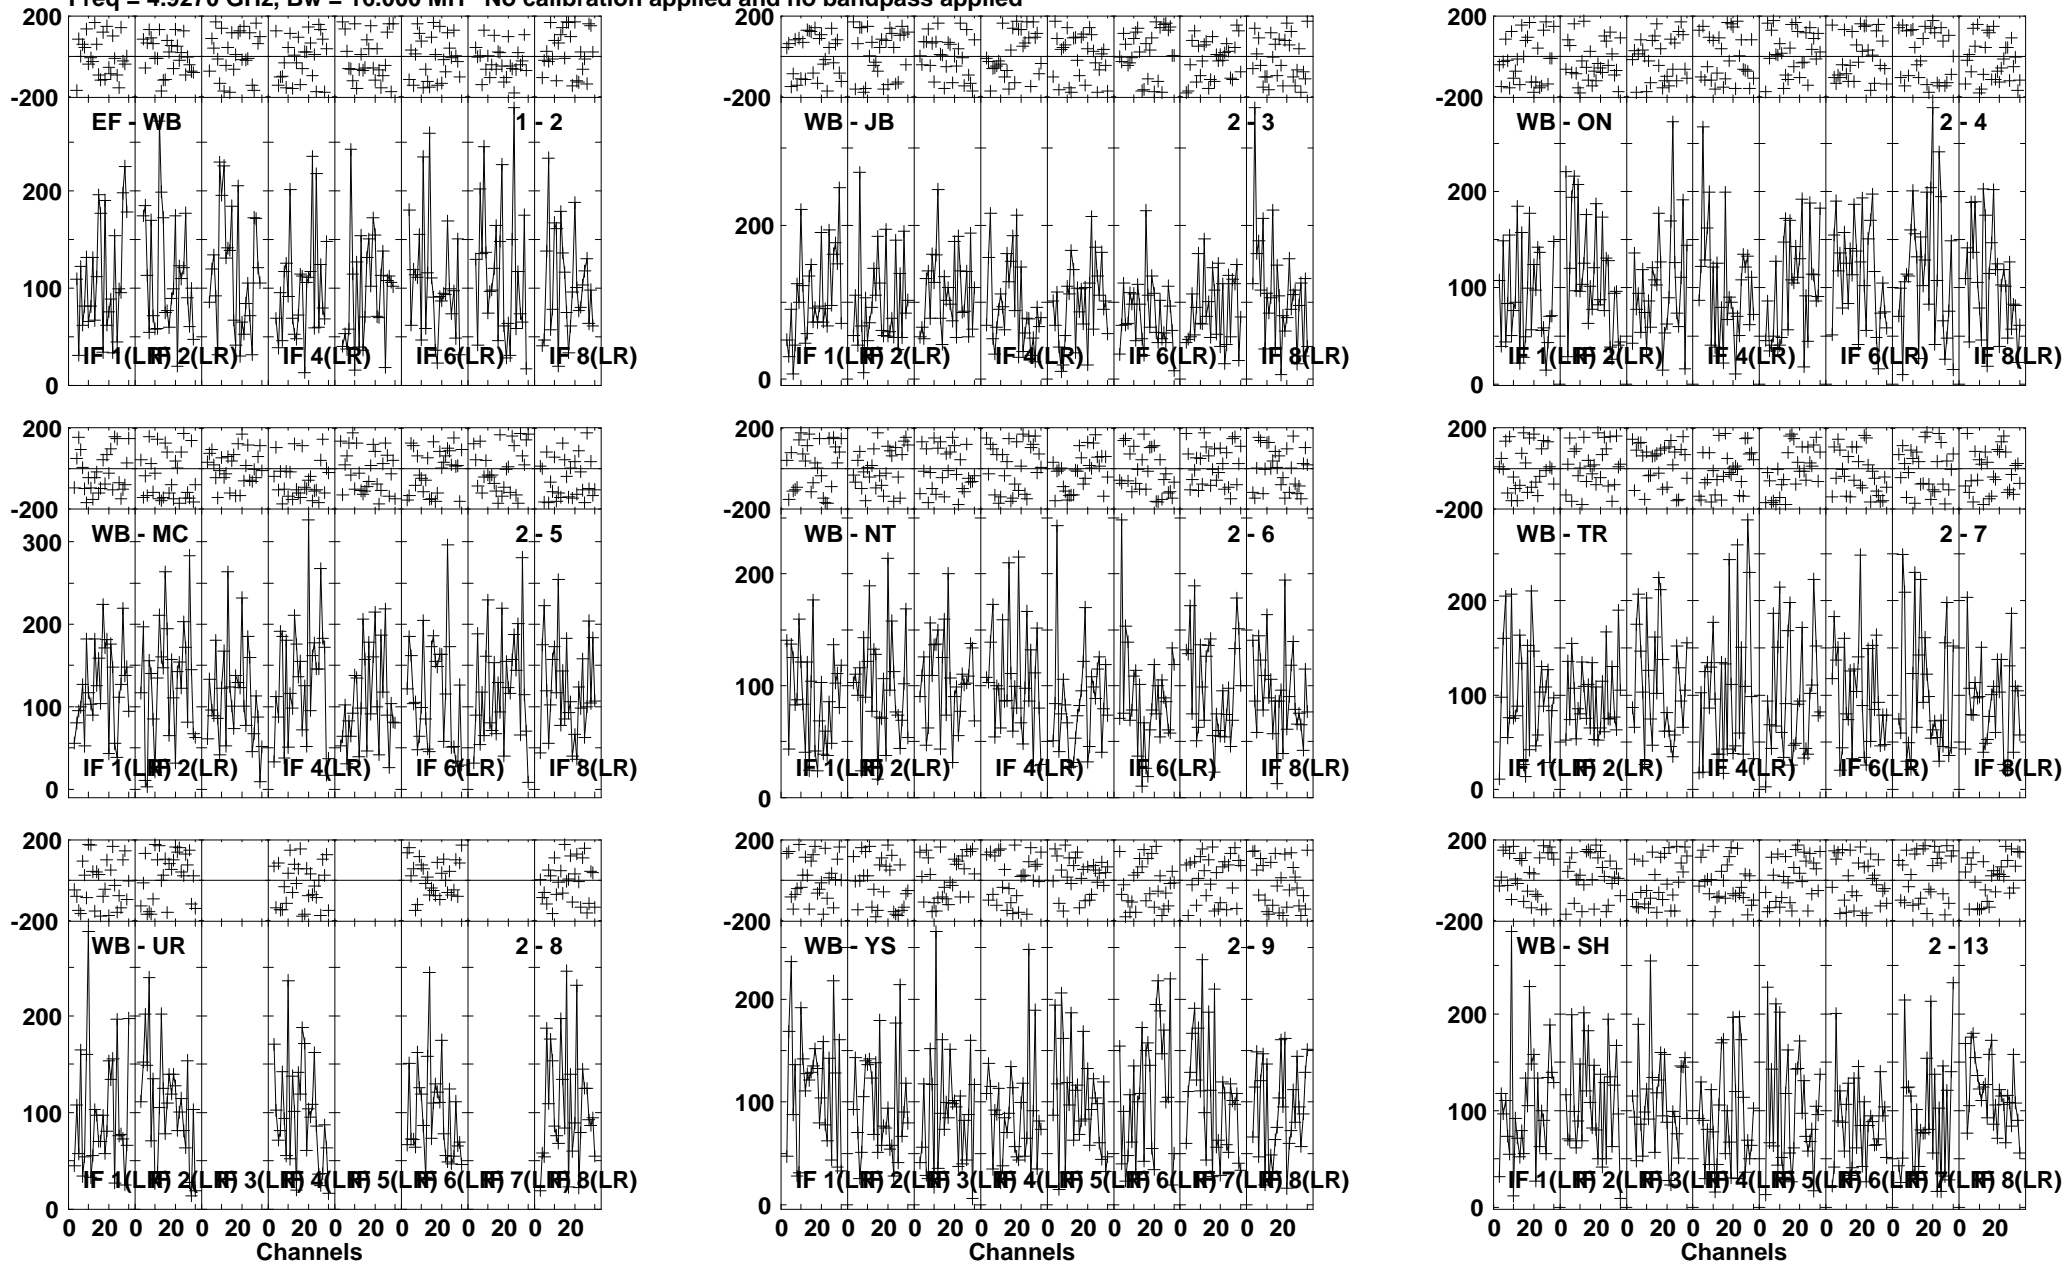 Freq = 4.9270 GHz, Bw = 16.000 MH No calibration applied and no bandpass applied
200 200 200
-200 -200 -200
EF - WB 1 - 2 WB - JB 2 - 3 WB - ON 2 - 4
200 200 200
100 100
IF 1(LR) IF 2(LR) IF 4(LR) IF 6(LR) IF 8(LR) IF 1(LR) IF 2(LR) IF 4(LR) IF 6(LR) IF 8(LR) IF 1(LR) IF 2(LR) IF 4(LR) IF 6(LR) IF 8(LR)
0 0 0
200 200 200
-200 -200 -200
WB - MC 2 - 5 WB - NT 2 - 6 WB - TR 2 - 7
300
200 200 200
100 100 100
IF 1(LR) IF 2(LR) IF 4(LR) IF 6(LR) IF 8(LR) IF 1(LR) IF 2(LR) IF 4(LR) IF 6(LR) IF 8(LR) IF 1(LR) IF 2(LR) IF 4(LR) IF 6(LR) IF 8(LR)
0 0 0
200 200 200
-200 -200 -200
WB - UR 2 - 8 WB - YS 2 - 9 WB - SH 2 - 13
200 200 200
100 100 100
IF 1(LR) IF 2(LR) IF 3(LR) IF 4(LR) IF 5(LR) IF 6(LR) IF 7(LR) IF 8(LR) IF 1(LR) IF 2(LR) IF 3(LR) IF 4(LR) IF 5(LR) IF 6(LR) IF 7(LR) IF 8(LR) IF 1(LR) IF 2(LR) IF 3(LR) IF 4(LR) IF 5(LR) IF 6(LR) IF 7(LR) IF 8(LR)
0 0 0
0 20 0 20 0 20 0 20 0 20 0 20 0 20 0 20 0 20 0 20 0 20 0 20 0 20 0 20 0 20 0 20 0 20 0 20 0 20 0 20 0 20 0 20 0 20 0 20
Channels Channels Channels